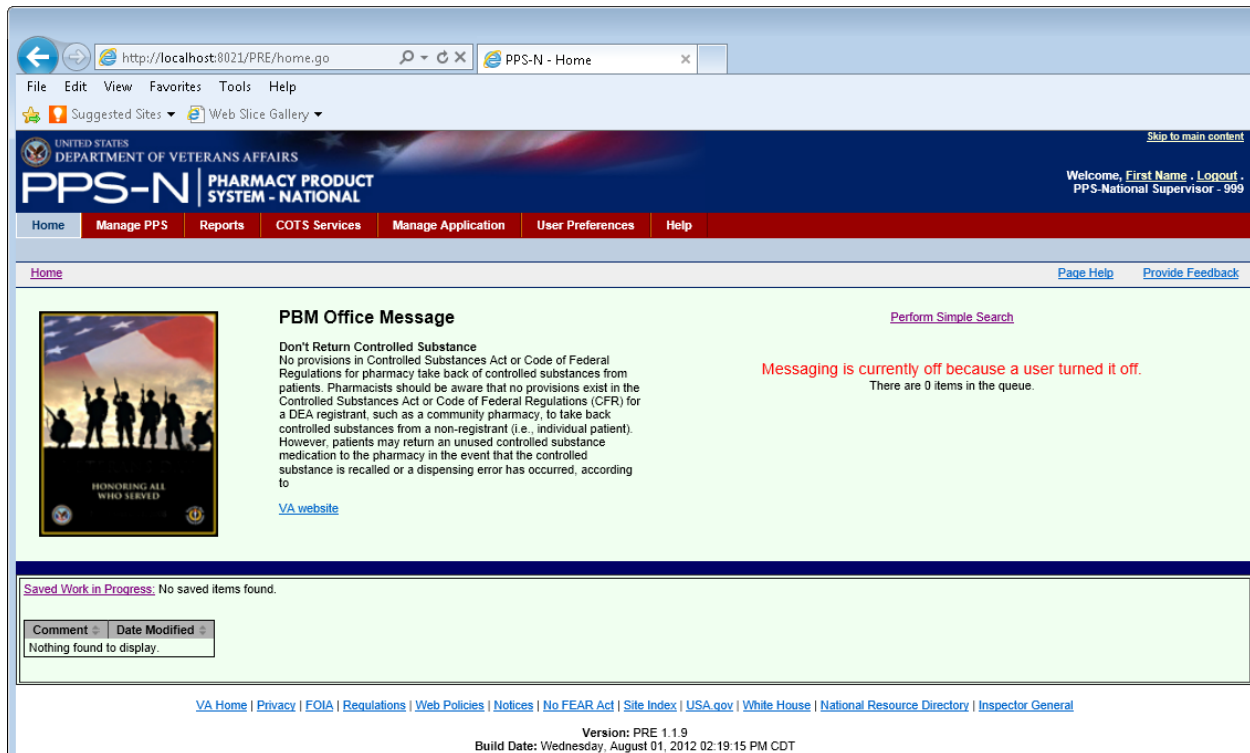 http://localhost:8021/PRE/home.go
PPS-N - Home
File Edit View Favorites Tools Help
Suggested Sites Web Slice Gallery
Skip to main content
UNITED STATES
DEPARTMENT OF VETERANS AFFAIRS
PPS-N PHARMACY PRODUCT
SYSTEM - NATIONAL
Welcome, First Name . Logout .
PPS-National Supervisor - 999
Home Manage PPS Reports COTS Services Manage Application User Preferences Help
Home Page Help Provide Feedback
PBM Office Message
Don't Return Controlled Substance
No provisions in Controlled Substances Act or Code of Federal
Regulations for pharmacy take back of controlled substances from
patients. Pharmacists should be aware that no provisions exist in the
Controlled Substances Act or Code of Federal Regulations (CFR) for
a DEA registrant, such as a community pharmacy, to take back
controlled substances from a non-registrant (i.e., individual patient).
However, patients may return an unused controlled substance
medication to the pharmacy in the event that the controlled
substance is recalled or a dispensing error has occurred, according
to
VA website
HONORING ALL
WHO SERVED
Perform Simple Search
Messaging is currently off because a user turned it off.
There are 0 items in the queue.
Saved Work in Progress: No saved items found.
Comment Date Modified
Nothing found to display.
VA Home | Privacy | FOIA | Regulations | Web Policies | Notices | No FEAR Act | Site Index | USA.gov | White House | National Resource Directory | Inspector General
Version: PRE 1.1.9
Build Date: Wednesday, August 01, 2012 02:19:15 PM CDT